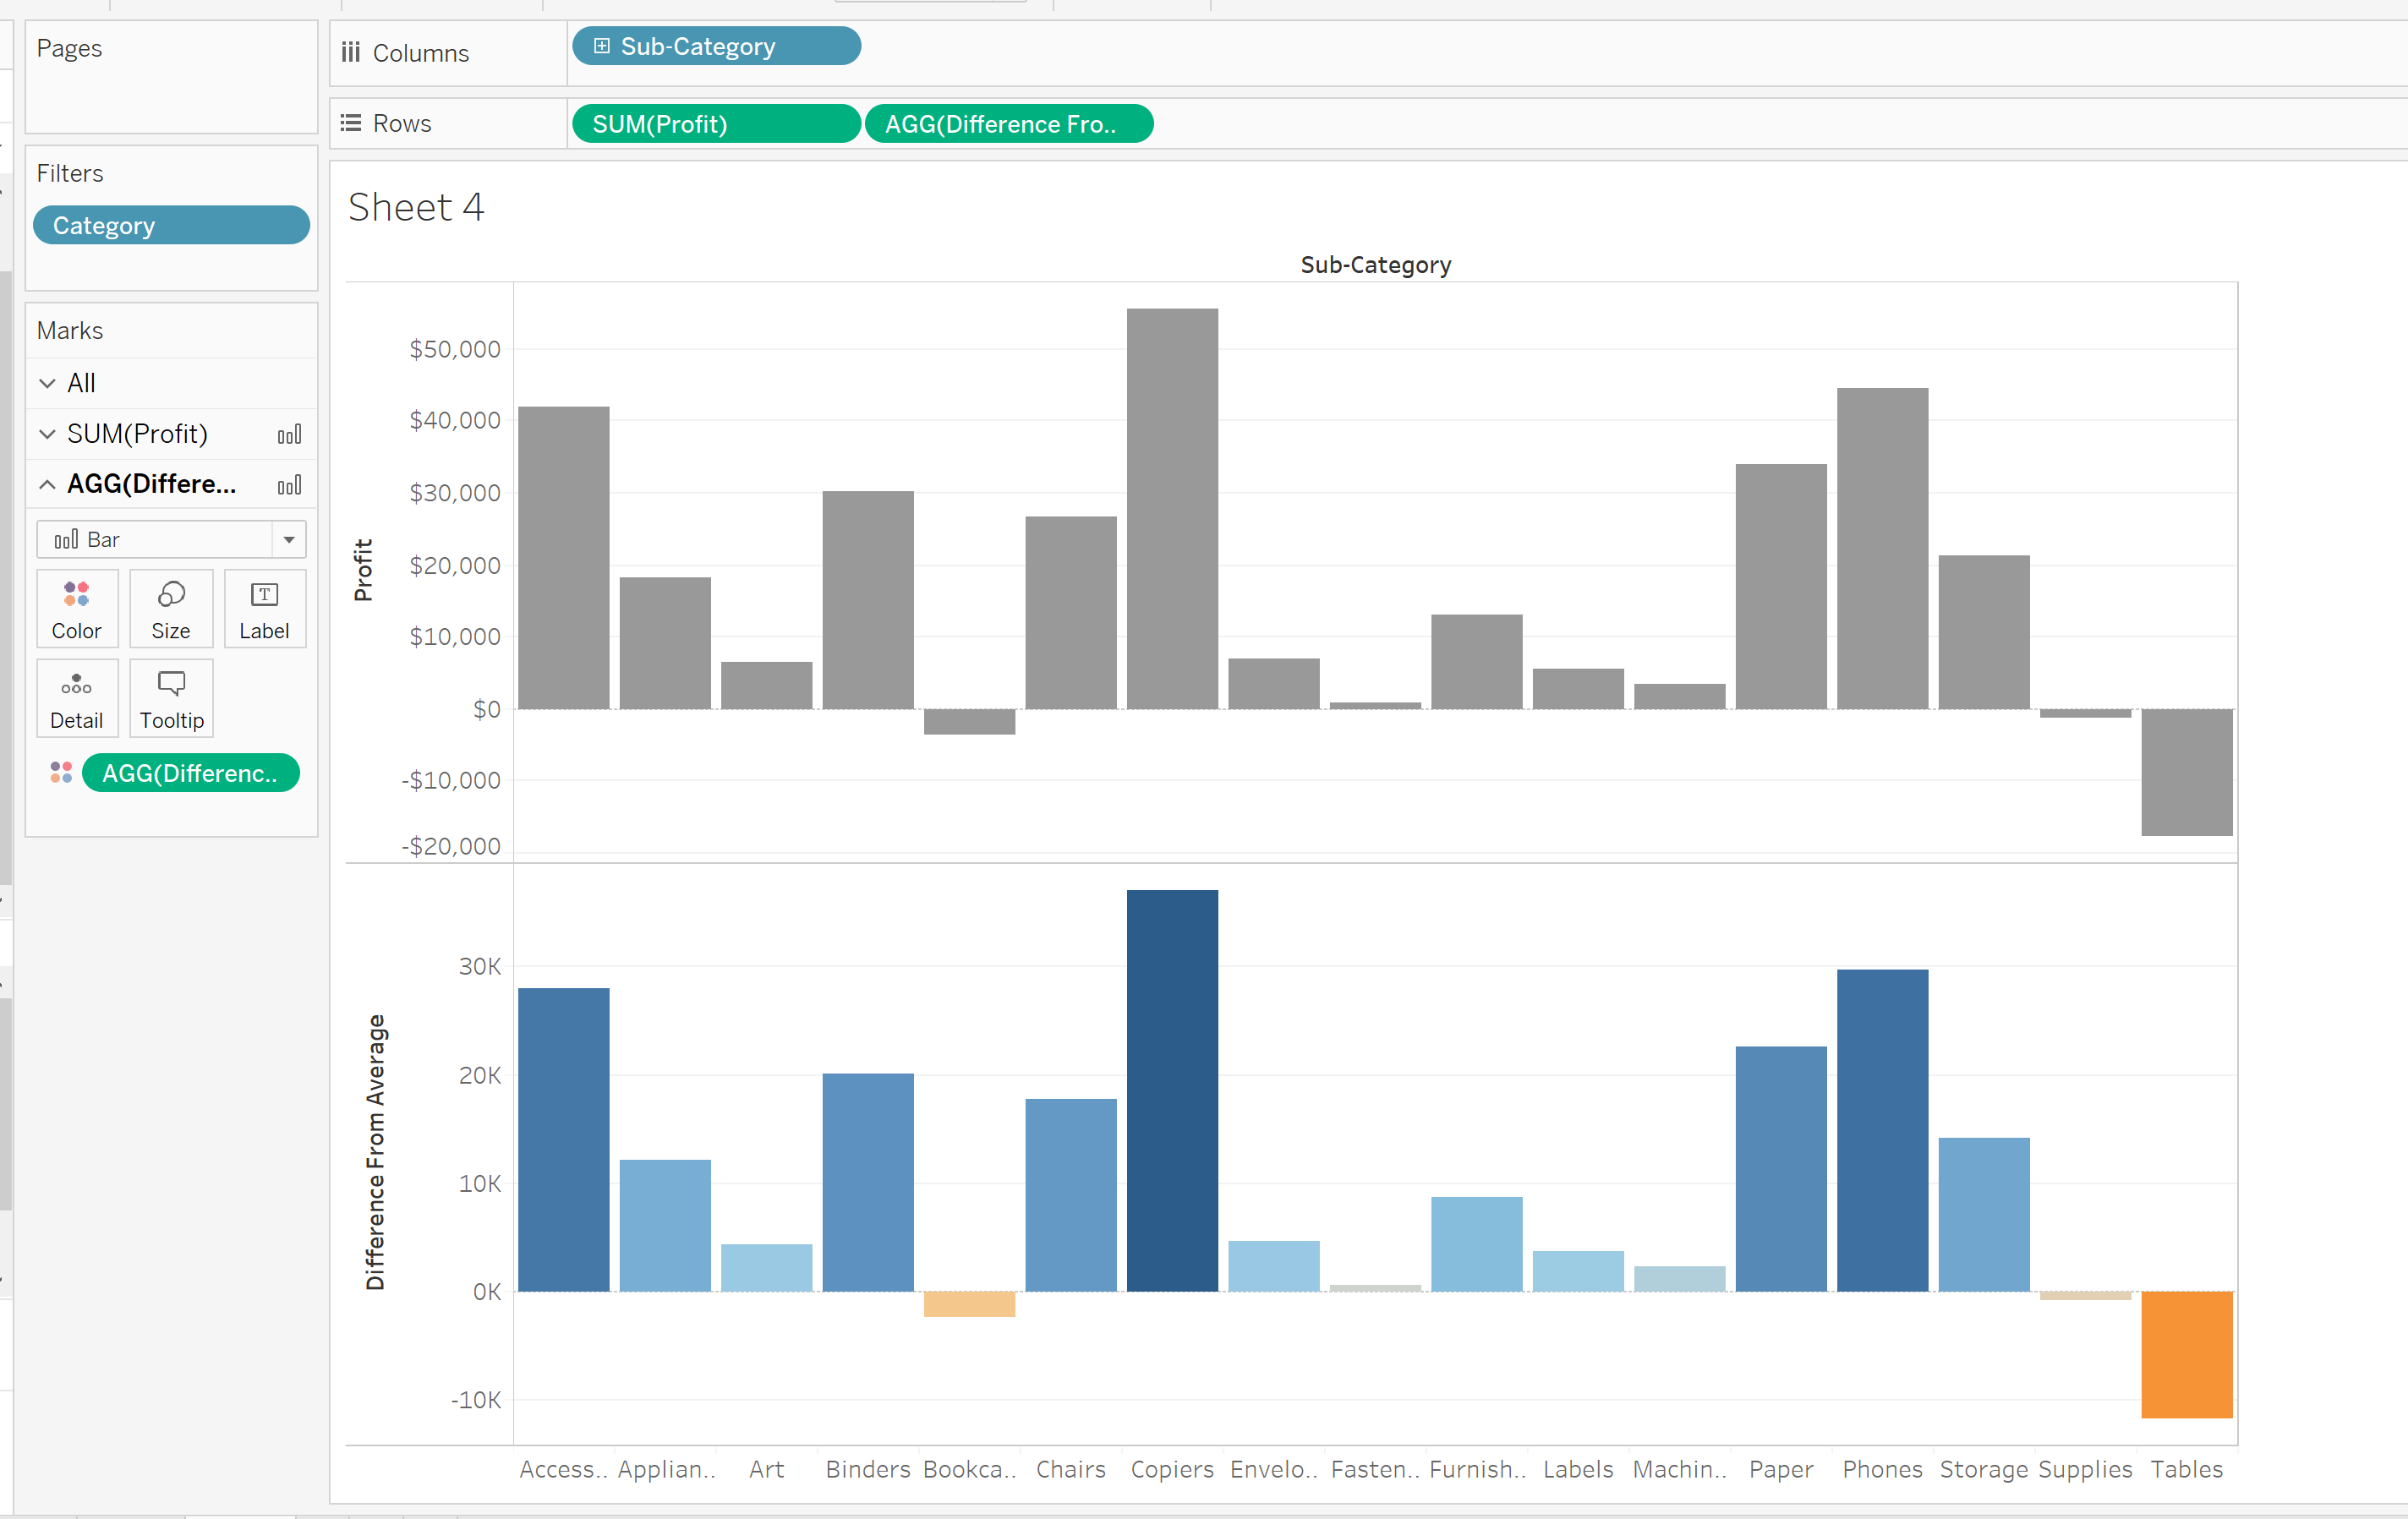 Pages
Columns
Sub-Category
Rows
SUM(Profit)
AGG(Difference Fro..
Filters
Category
Marks
All
SUM(Profit)
AGG(Differe...
Bar
Color
Size
Label
Detail
Tooltip
AGG(Differenc..
Sheet 4
Sub-Category
Profit
$50,000
$40,000
$30,000
$20,000
$10,000
$0
-$10,000
-$20,000
Difference From Average
30K
20K
10K
0K
-10K
Access.. Applian.. Art Binders Bookca.. Chairs Copiers Envelo.. Fasten.. Furnish.. Labels Machin.. Paper Phones Storage Supplies Tables